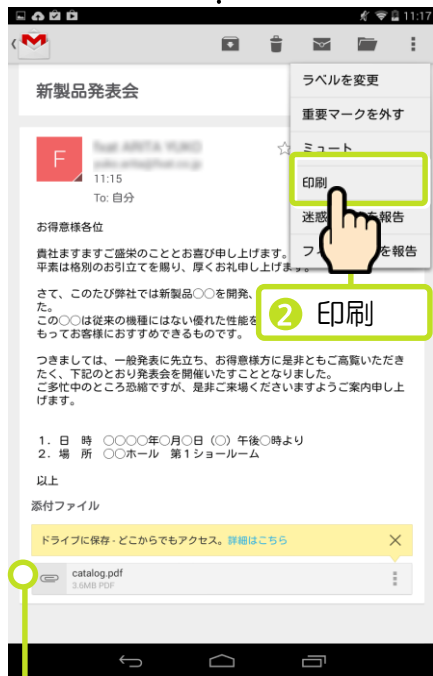 11:17
新製品発表会
ラベルを変更
重要マークを外す
ミュート
印刷
を報告
を報告
F
11:15
To: 自分
2 印刷
お得意様各位
貴社ますますご盛栄のこととお喜び申し上げます。
平素は格別のお引立てを賜り、厚くお礼申し上げます。
さて、このたび弊社では新製品○○を開発、
た。
この○○は従来の機種にはない優れた性能を
もってお客様におすすめできるものです。
つきましては、一般発表に先立ち、お得意様方に是非ともご高覧いただき
たく、下記のとおり発表会を開催いたすこととなりました。
ご多忙中のところ恐縮ですが、是非ご来場くださいますようご案内申し上
げます。
1．日　時　○○○○年○月○日（○）午後○時より
2．場　所　○○ホール　第1ショールーム
以上
添付ファイル
ドライブに保存 - どこからでもアクセス。詳細はこちら
catalog.pdf
3.6MB PDF